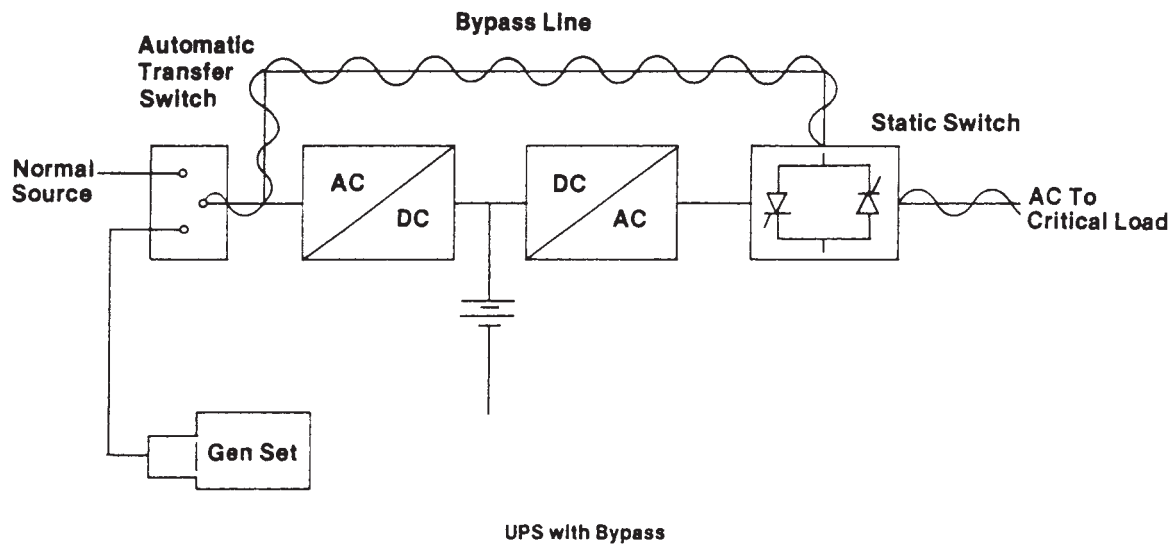 Bypass Line
Automatic
Transfer
Switch
Static Switch
Normal
Source
AC
DC
DC
AC
AC To
Critical Load
Gen Set
UPS with Bypass